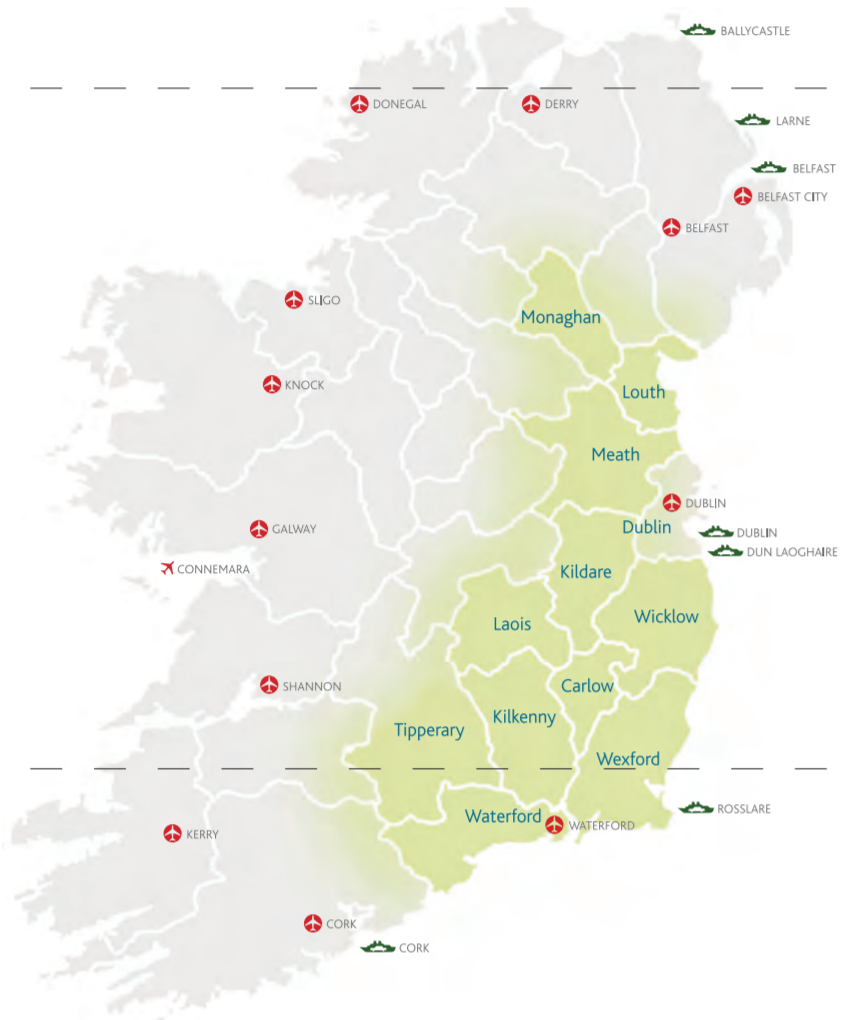 BALLYCASTLE
DONEGAL
DERRY
LARNE
BELFAST
BELFAST CITY
BELFAST
SLIGO
Monaghan
KNOCK
Louth
Meath
DUBLIN
GALWAY
Dublin
DUBLIN
DUN LAOGHAIRE
CONNEMARA
Kildare
Laois
Wicklow
SHANNON
Carlow
Kilkenny
Tipperary
Wexford
ROSSLARE
Waterford
WATERFORD
KERRY
CORK
CORK